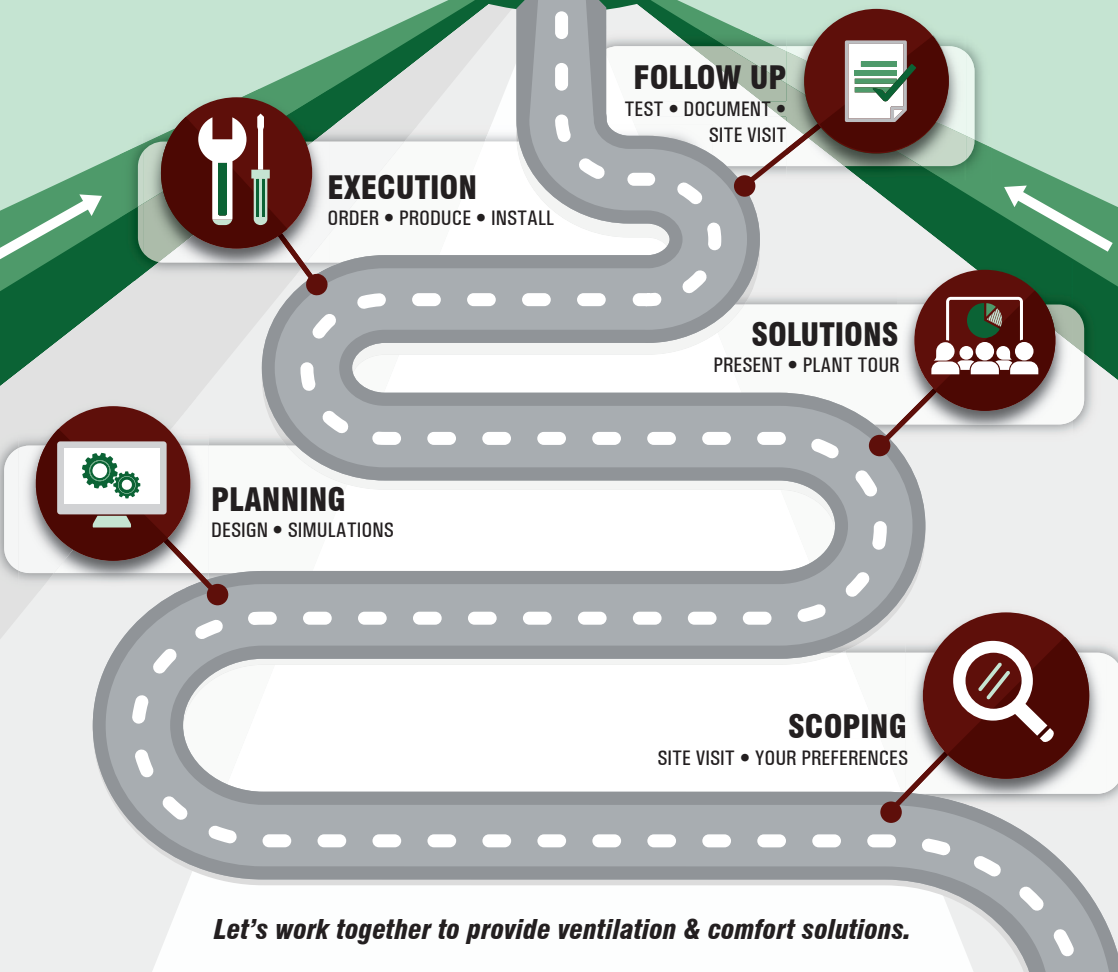 FOLLOW UP
TEST • DOCUMENT •
SITE VISIT
EXECUTION
ORDER • PRODUCE • INSTALL
SOLUTIONS
PRESENT • PLANT TOUR
PLANNING
DESIGN • SIMULATIONS
SCOPING
SITE VISIT • YOUR PREFERENCES
Let's work together to provide ventilation & comfort solutions.